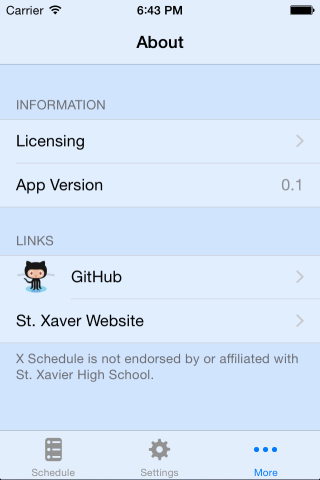 Carrier 6:43 PM
About
INFORMATION
Licensing
App Version 0.1
LINKS
GitHub
St. Xaver Website
X Schedule is not endorsed by or affiliated with
St. Xavier High School.
Schedule Settings More